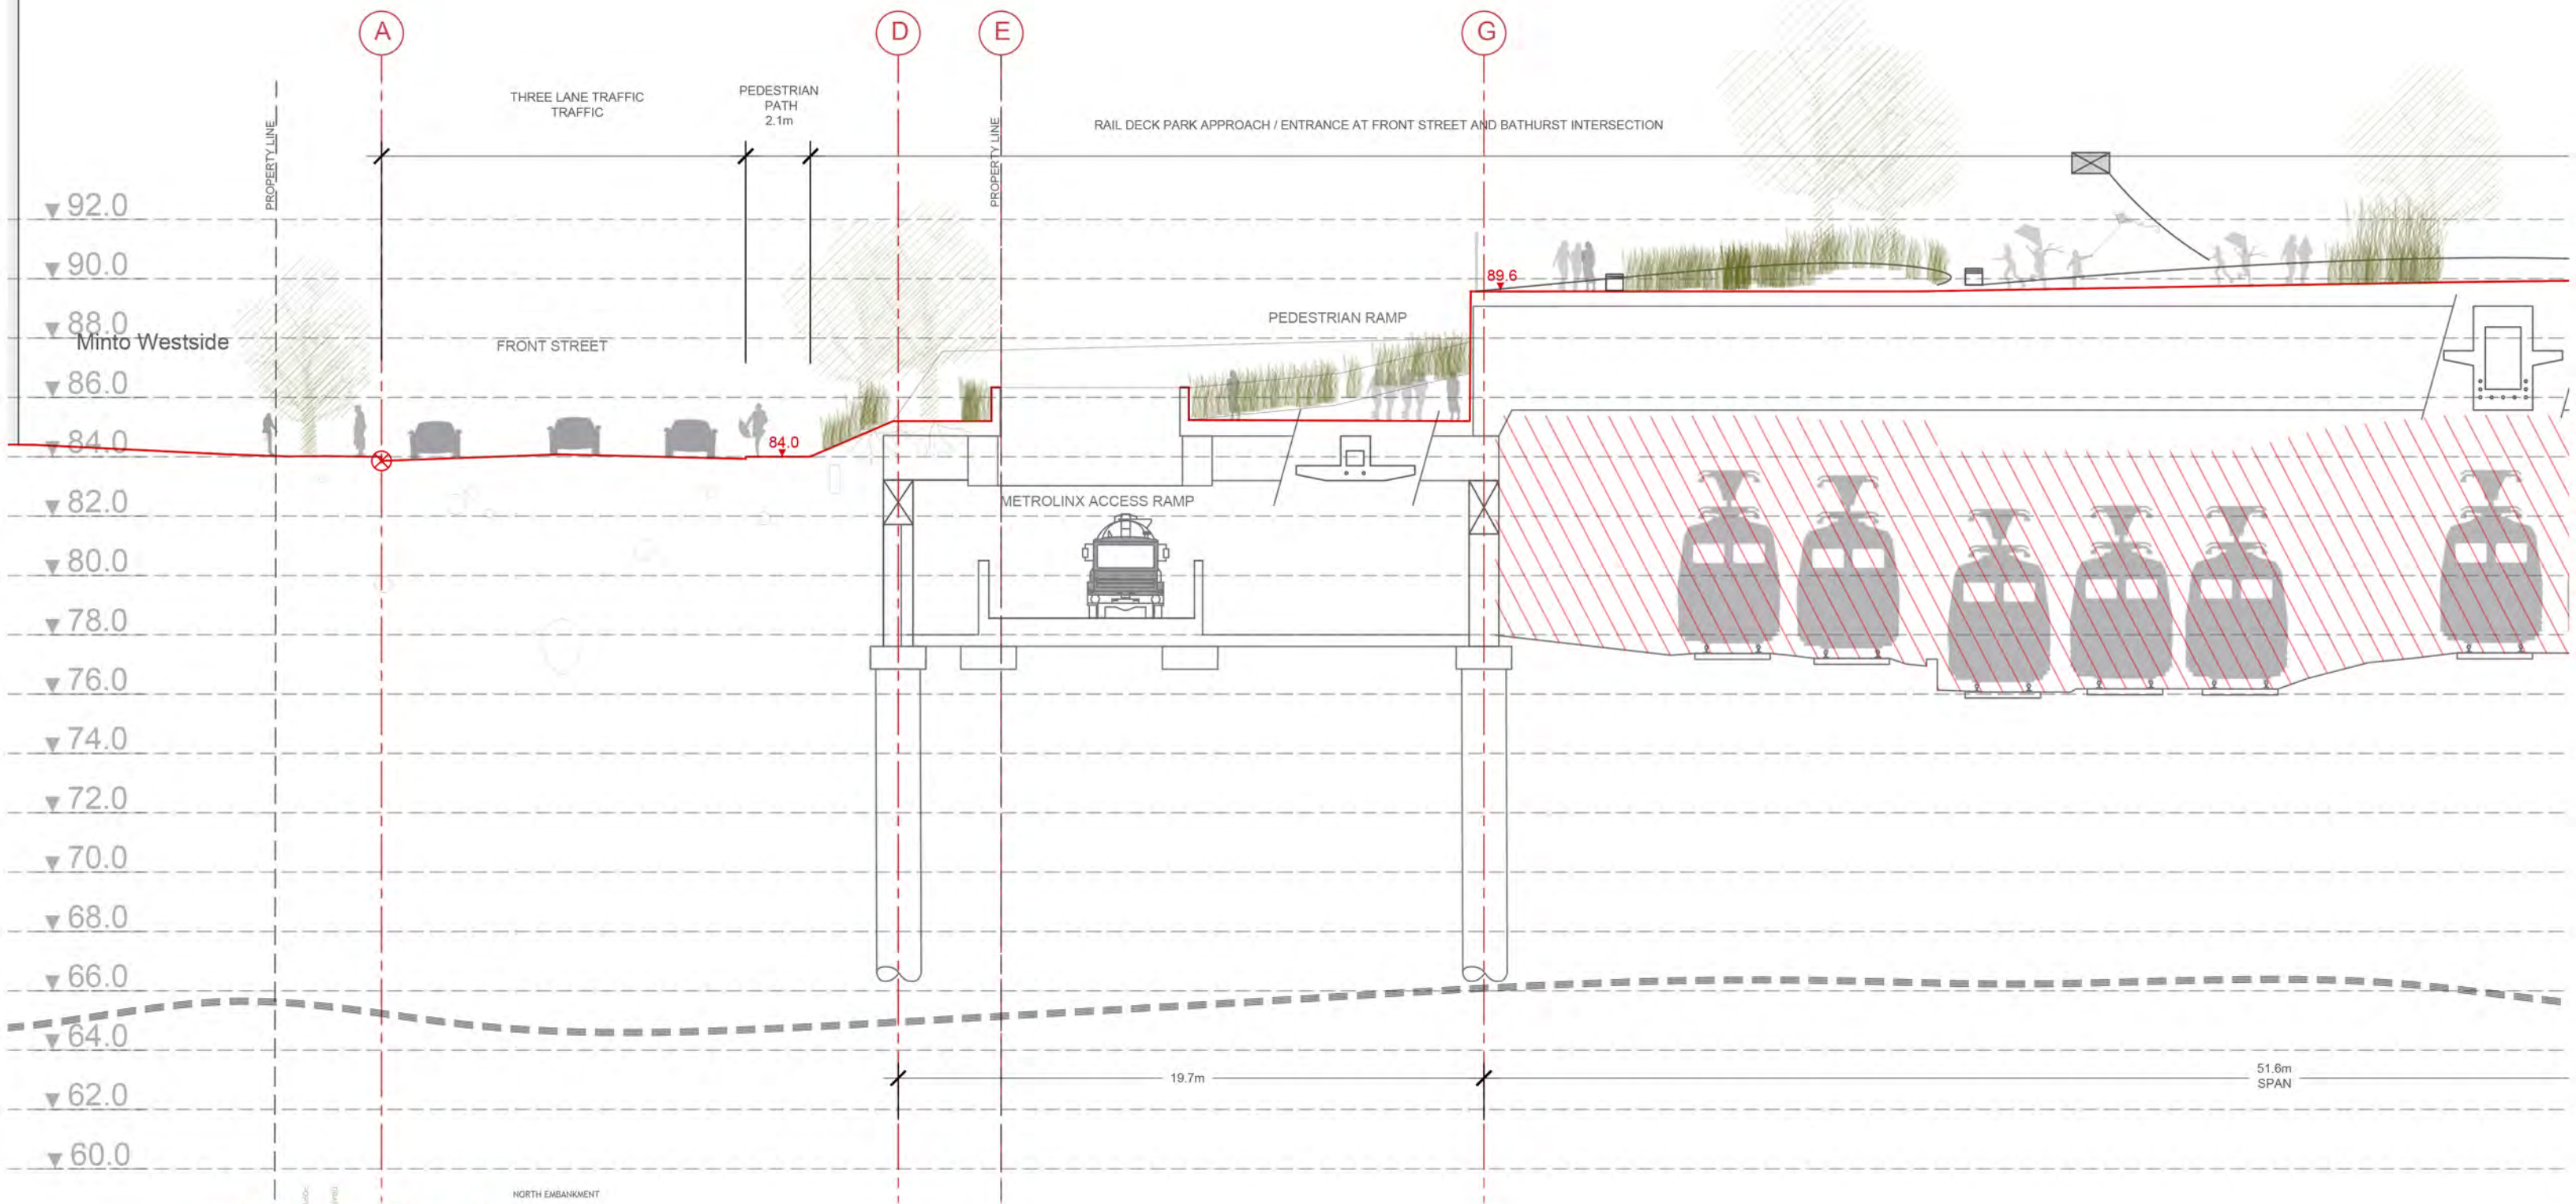 A
D
E
G
THREE LANE TRAFFIC
TRAFFIC
PEDESTRIAN
PATH
2.1m
RAIL DECK PARK APPROACH / ENTRANCE AT FRONT STREET AND BATHURST INTERSECTION
PROPERTY LINE
PROPERTY LINE
92.0
90.0
89.6
88.0
Minto Westside
FRONT STREET
PEDESTRIAN RAMP
86.0
84.0
84.0
82.0
METROLINX ACCESS RAMP
80.0
78.0
76.0
74.0
72.0
70.0
68.0
66.0
64.0
19.7m
51.6m
SPAN
62.0
60.0
NORTH EMBANKMENT